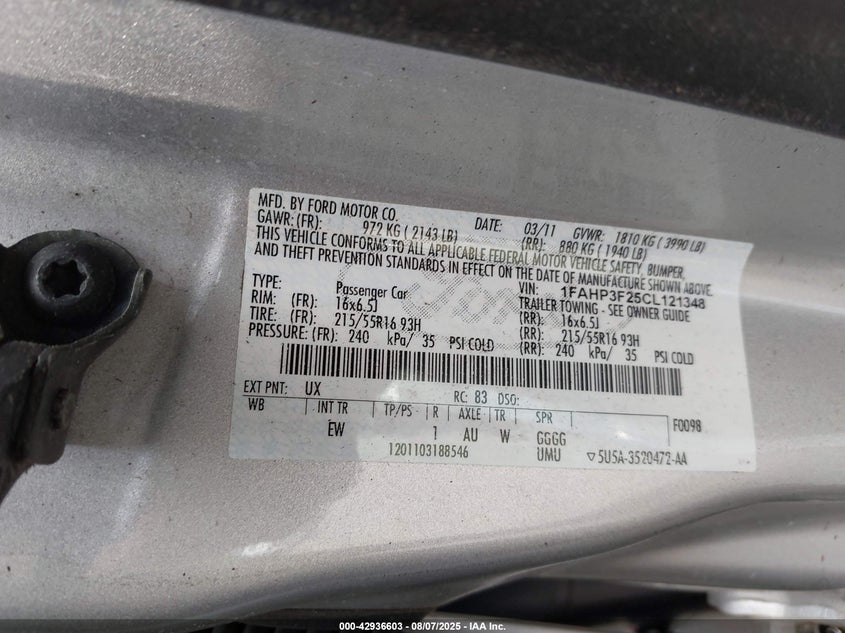 MFD. BY FORD MOTOR CO. DATE: 03/11 GVWR: 1810 KG ( 3990 LB)
GAWR: (FR): 972 KG ( 2143 LB) (RR): 880 KG ( 1940 LB)
THIS VEHICLE CONFORMS TO ALL APPLICABLE FEDERAL MOTOR VEHICLE SAFETY, BUMPER,
AND THEFT PREVENTION STANDARDS IN EFFECT ON THE DATE OF MANUFACTURE SHOWN ABOVE.
VIN: 1FAHP3F25CL121348
TYPE: Passenger Car TRAILER TOWING - SEE OWNER GUIDE
RIM: (FR): 16x6.5J (RR): 16x6.5J
TIRE: (FR): 215/55R16 93H (RR): 215/55R16 93H
PRESSURE: (FR): 240 kPa/ 35 PSI COLD (RR): 240 kPa/ 35 PSI COLD
EXT PNT: UX RC: 83 DSO:
WB INT TR TP/PS R AXLE TR SPR F0098
EW 1 AU W GGGG
1201103188546 UMU ▽5U5A-3520472-AA
000-42936603 — 08/07/2025 — IAA Inc.